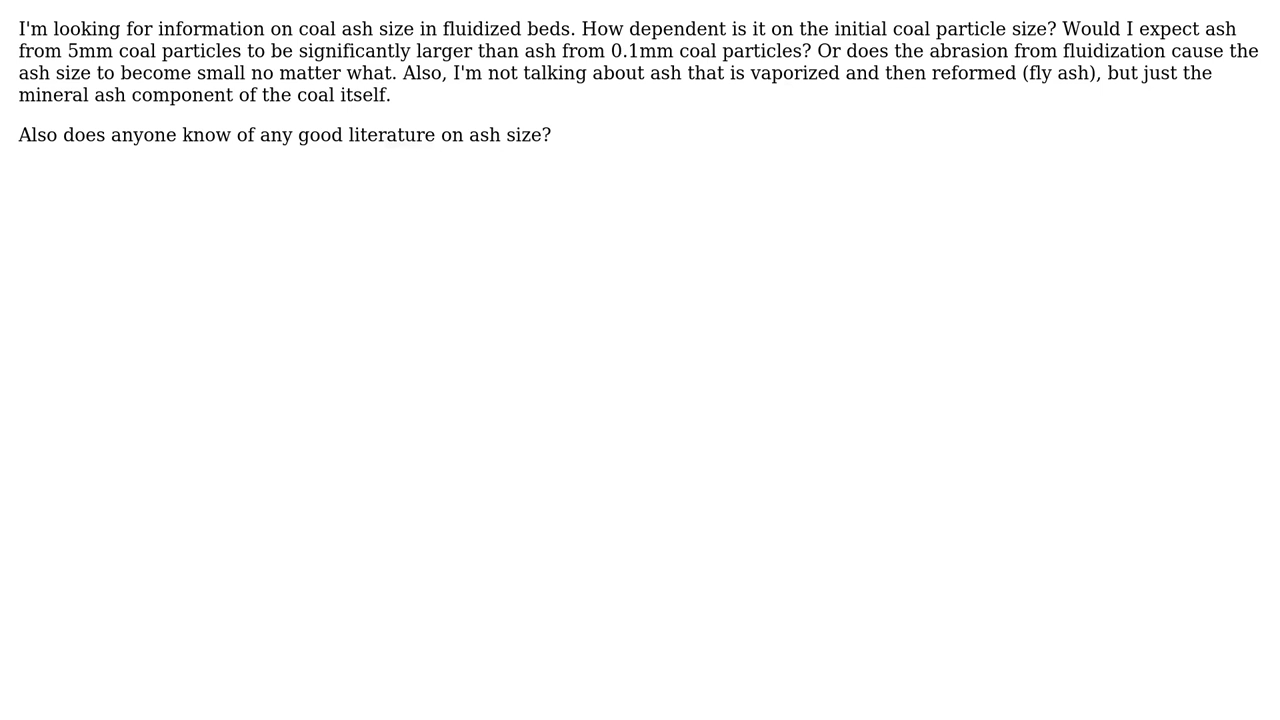 I'm looking for information on coal ash size in fluidized beds. How dependent is it on the initial coal particle size? Would I expect ash
from 5mm coal particles to be significantly larger than ash from 0.1mm coal particles? Or does the abrasion from fluidization cause the
ash size to become small no matter what. Also, I'm not talking about ash that is vaporized and then reformed (fly ash), but just the
mineral ash component of the coal itself.
Also does anyone know of any good literature on ash size?